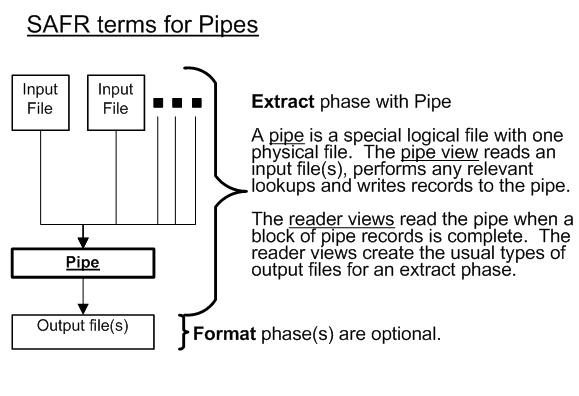 SAFR terms for Pipes
Input
File
Input
File
Extract phase with Pipe
A pipe is a special logical file with one
physical file.  The pipe view reads an
input file(s), performs any relevant
lookups and writes records to the pipe.
The reader views read the pipe when a
block of pipe records is complete.  The
reader views create the usual types of
output files for an extract phase.
Pipe
Output file(s)
Format phase(s) are optional.